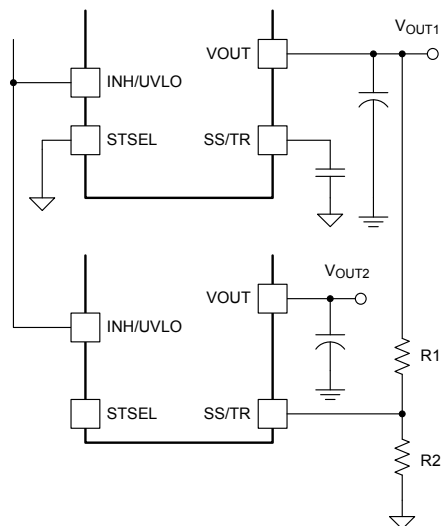 VOUT1
VOUT
INH/UVLO
STSEL
SS/TR
VOUT2
VOUT
INH/UVLO
R1
STSEL
SS/TR
R2